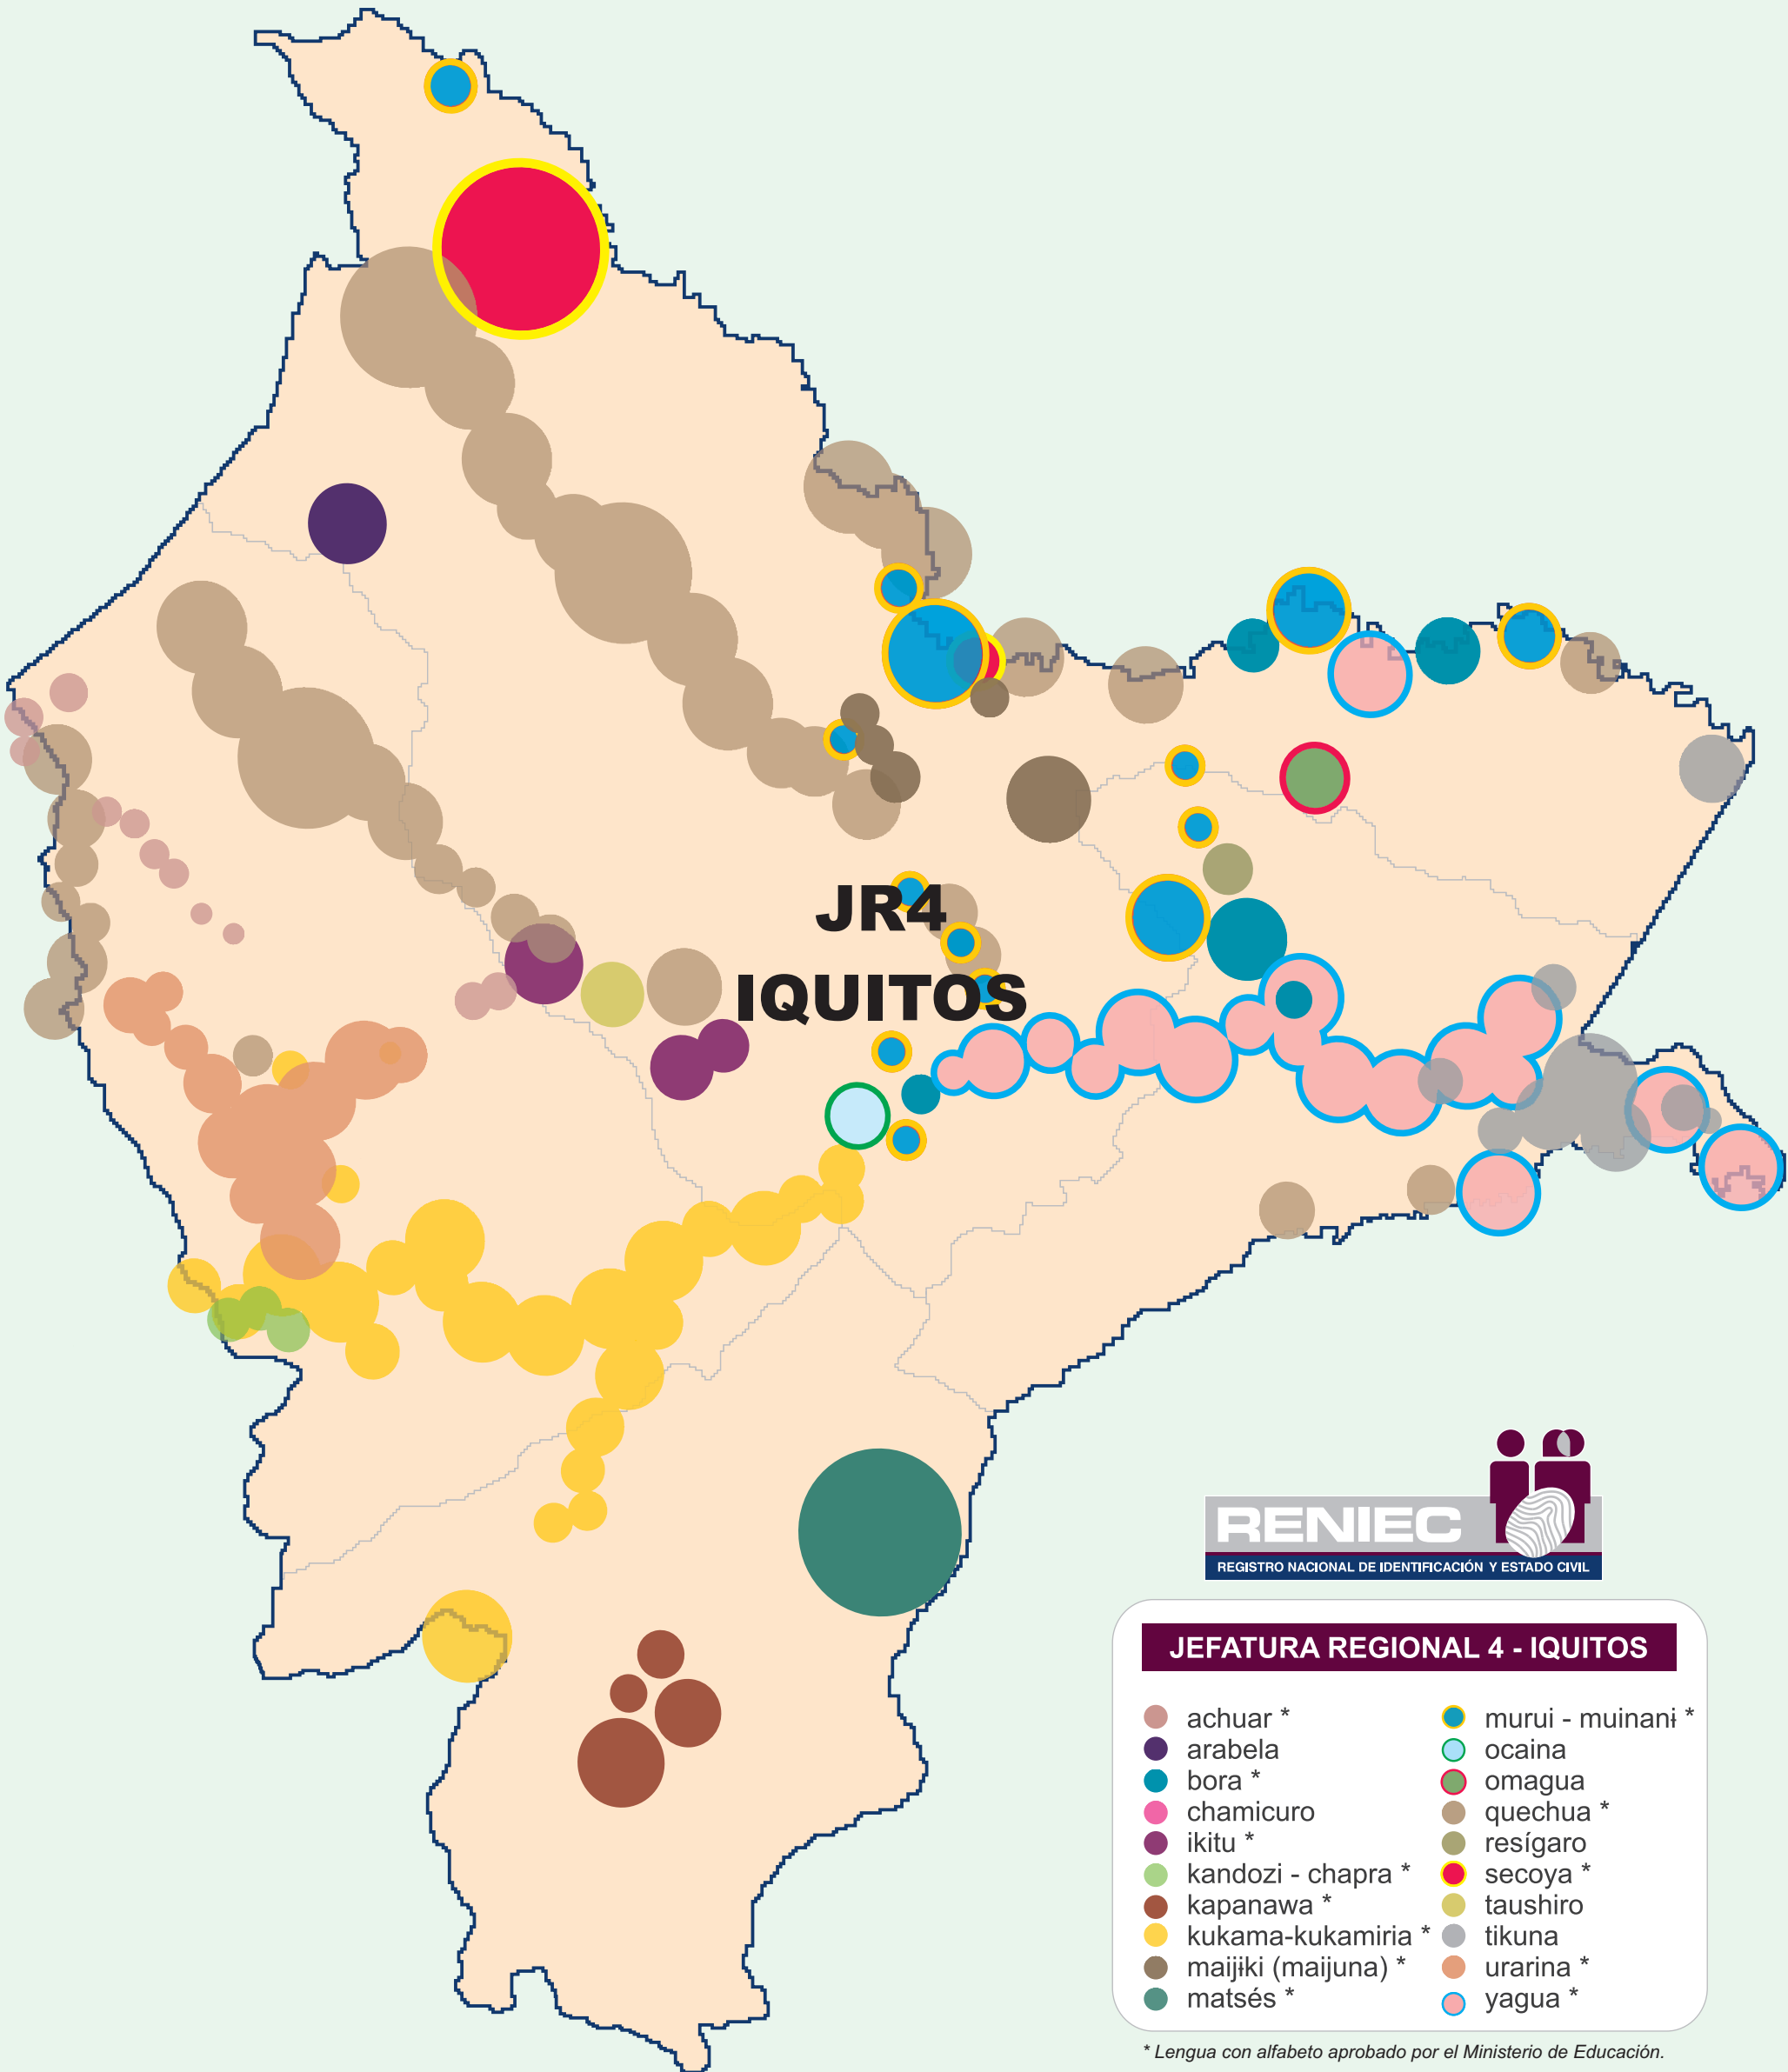 JR4
IQUITOS
RENIEC
REGISTRO NACIONAL DE IDENTIFICACIÓN Y ESTADO CIVIL
JEFATURA REGIONAL 4 - IQUITOS
achuar *
arabela
bora *
chamicuro
ikitu *
kandozi - chapra *
kapanawa *
kukama-kukamiria *
maijɨki (maijuna) *
matsés *
murui - muinanɨ *
ocaina
omagua
quechua *
resígaro
secoya *
taushiro
tikuna
urarina *
yagua *
* Lengua con alfabeto aprobado por el Ministerio de Educación.